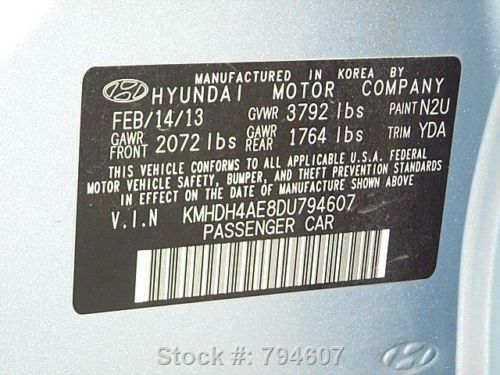 MANUFACTURED IN KOREA BY
HYUNDAI MOTOR COMPANY
FEB/14/13 GVWR 3792 lbs PAINT N2U
GAWR FRONT 2072 lbs GAWR REAR 1764 lbs TRIM YDA
THIS VEHICLE CONFORMS TO ALL APPLICABLE U.S.A. FEDERAL
MOTOR VEHICLE SAFETY, BUMPER, AND THEFT PREVENTION STANDARDS
IN EFFECT ON THE DATE OF MANUFACTURE SHOWN ABOVE.
V.I.N KMHDH4AE8DU794607
PASSENGER CAR
Stock #: 794607